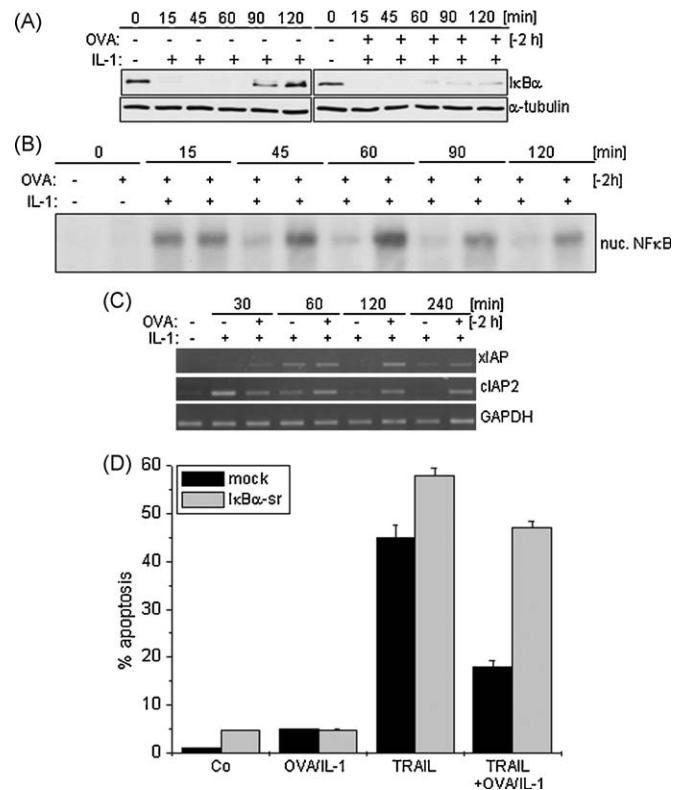 (A)
0 15 45 60 90 120 0 15 45 60 90 120 [min]
OVA: - - - - - - - + + + + + [-2 h]
IL-1: - + + + + + - + + + + +
IκBα
α-tubulin
(B)
0 15 45 60 90 120 [min]
OVA: - + - + - + - + - + - + [-2h]
IL-1: - - + + + + + + + + + +
nuc. NFκB
(C)
30 60 120 240 [min]
OVA: - - + - + - + - + [-2 h]
IL-1: - + + + + + + + +
xIAP
cIAP2
GAPDH
(D)
60
50
40
30
20
10
0
% apoptosis
mock
IκBα-sr
Co OVA/IL-1 TRAIL TRAIL
+OVA/IL-1